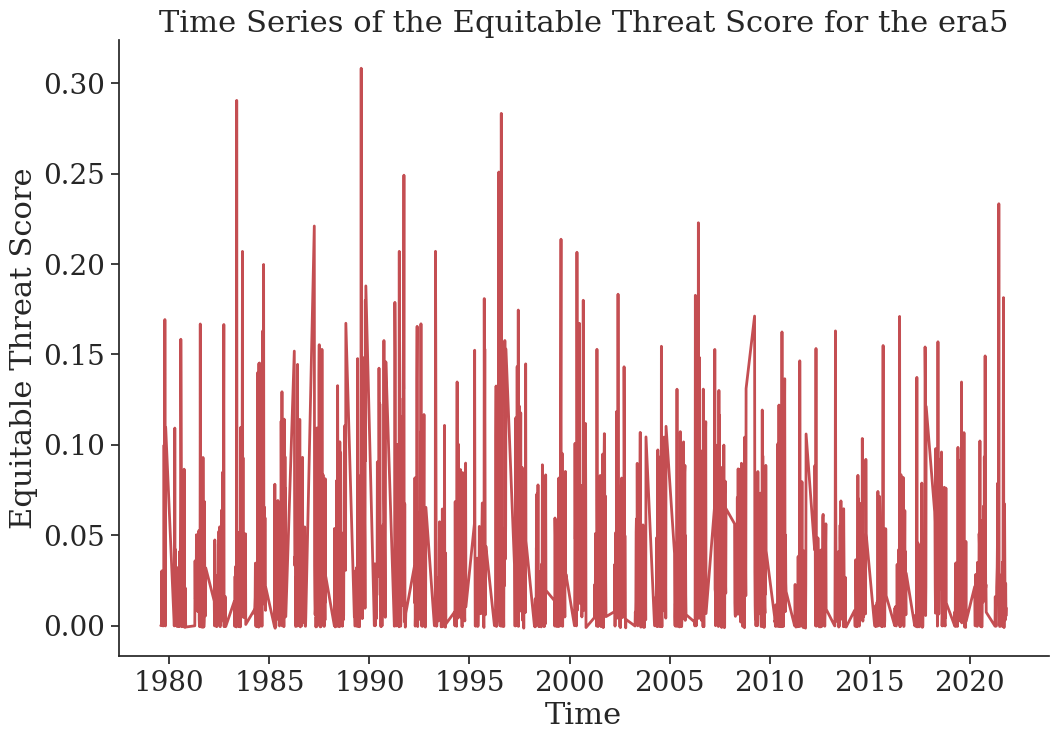 Time Series of the Equitable Threat Score for the era5
Equitable Threat Score
0.30
0.25
0.20
0.15
0.10
0.05
0.00
1980 1985 1990 1995 2000 2005 2010 2015 2020
Time